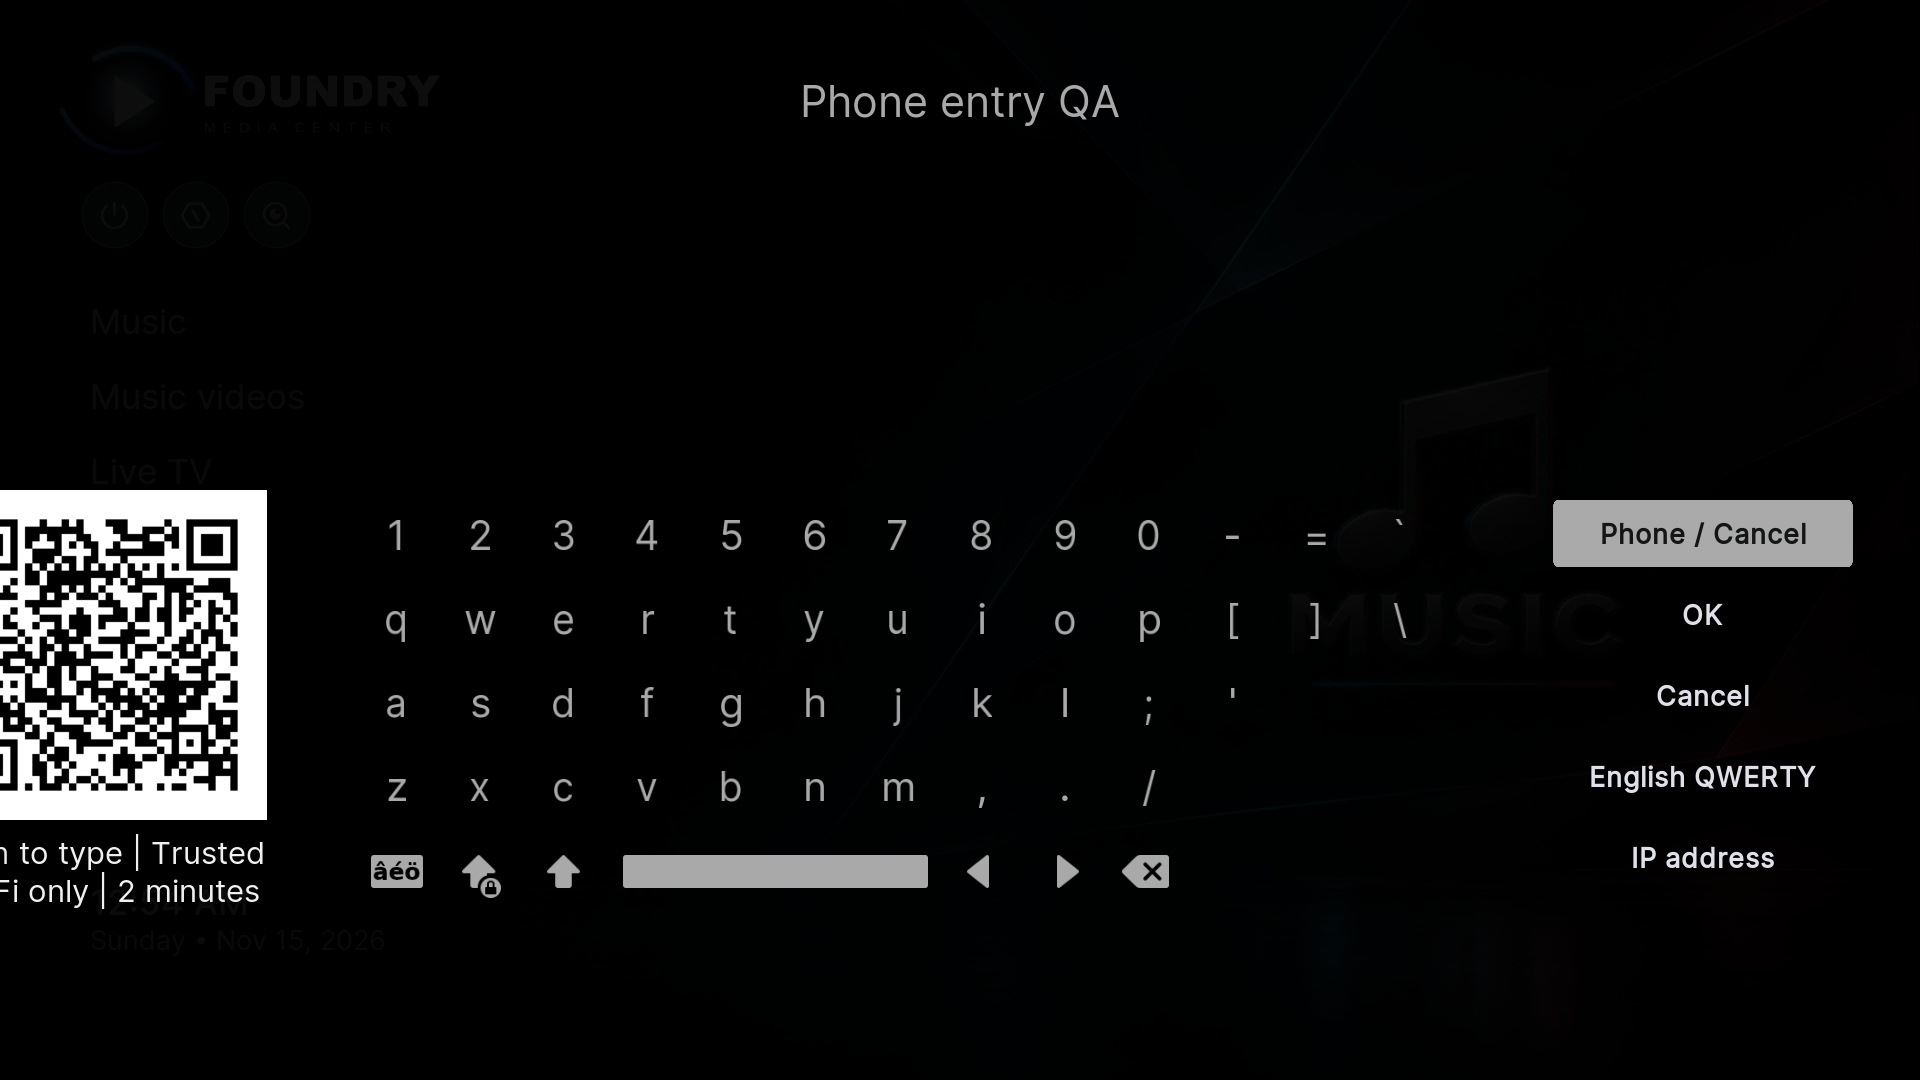 FOUNDRY
MEDIA CENTER
Phone entry QA
Music
Music videos
Live TV
1 2 3 4 5 6 7 8 9 0 - = `
Phone / Cancel
q w e r t y u i o p [ ] \
OK
MUSIC
a s d f g h j k l ; '
Cancel
z x c v b n m , . /
English QWERTY
to type | Trusted
only | 2 minutes
âéö
IP address
AM
Sunday • Nov 15, 2026